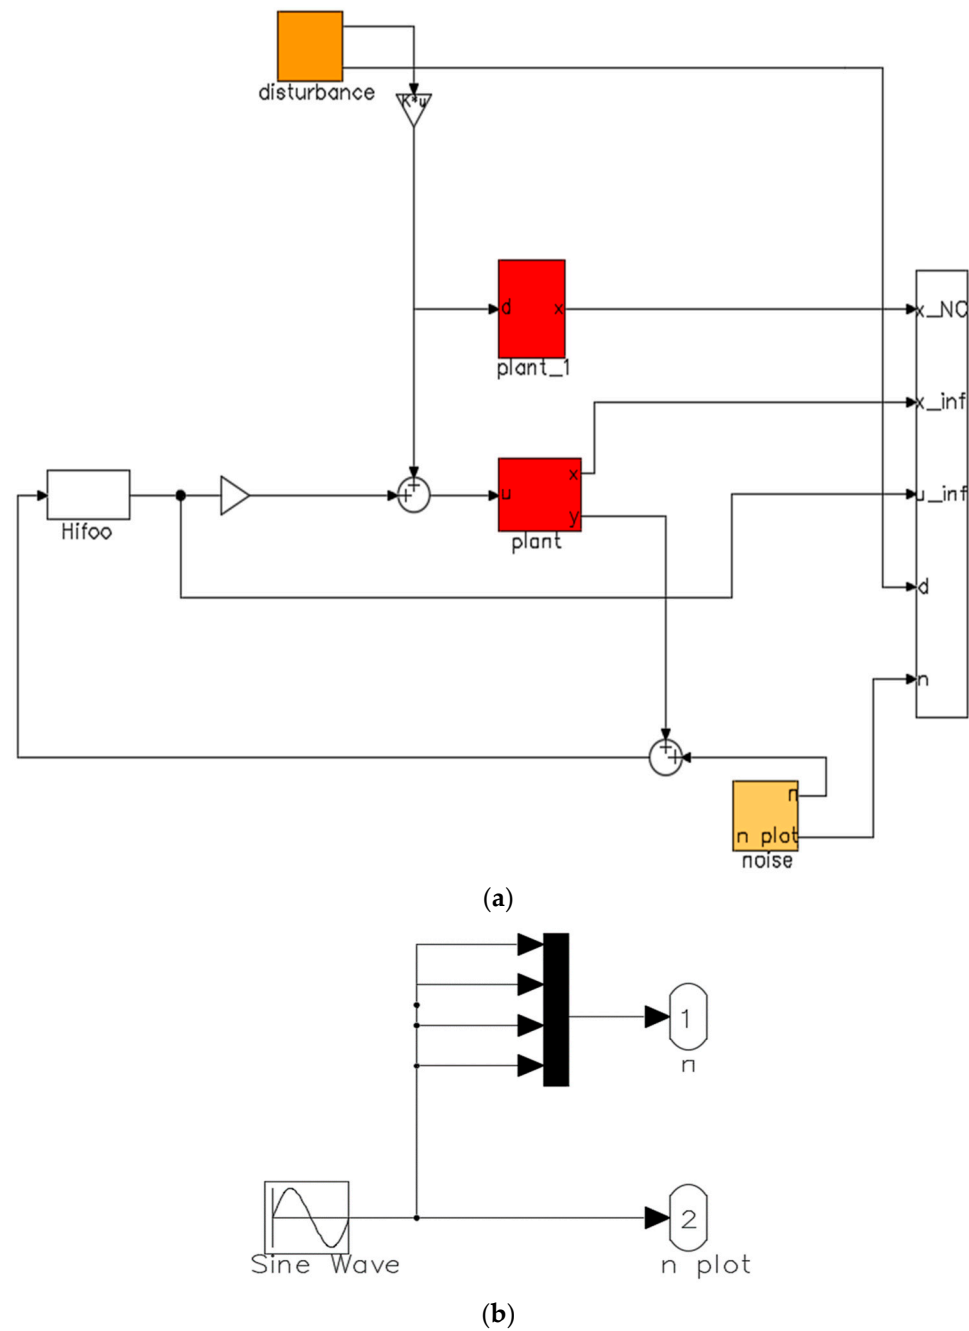 disturbance
K*u
d
x
x_NC
plant_1
x_inf
x
u
y
u_inf
Hifoo
plant
+
+
d
n
+
+
n
n plot
noise
(a)
1
n
2
Sine Wave
n plot
(b)